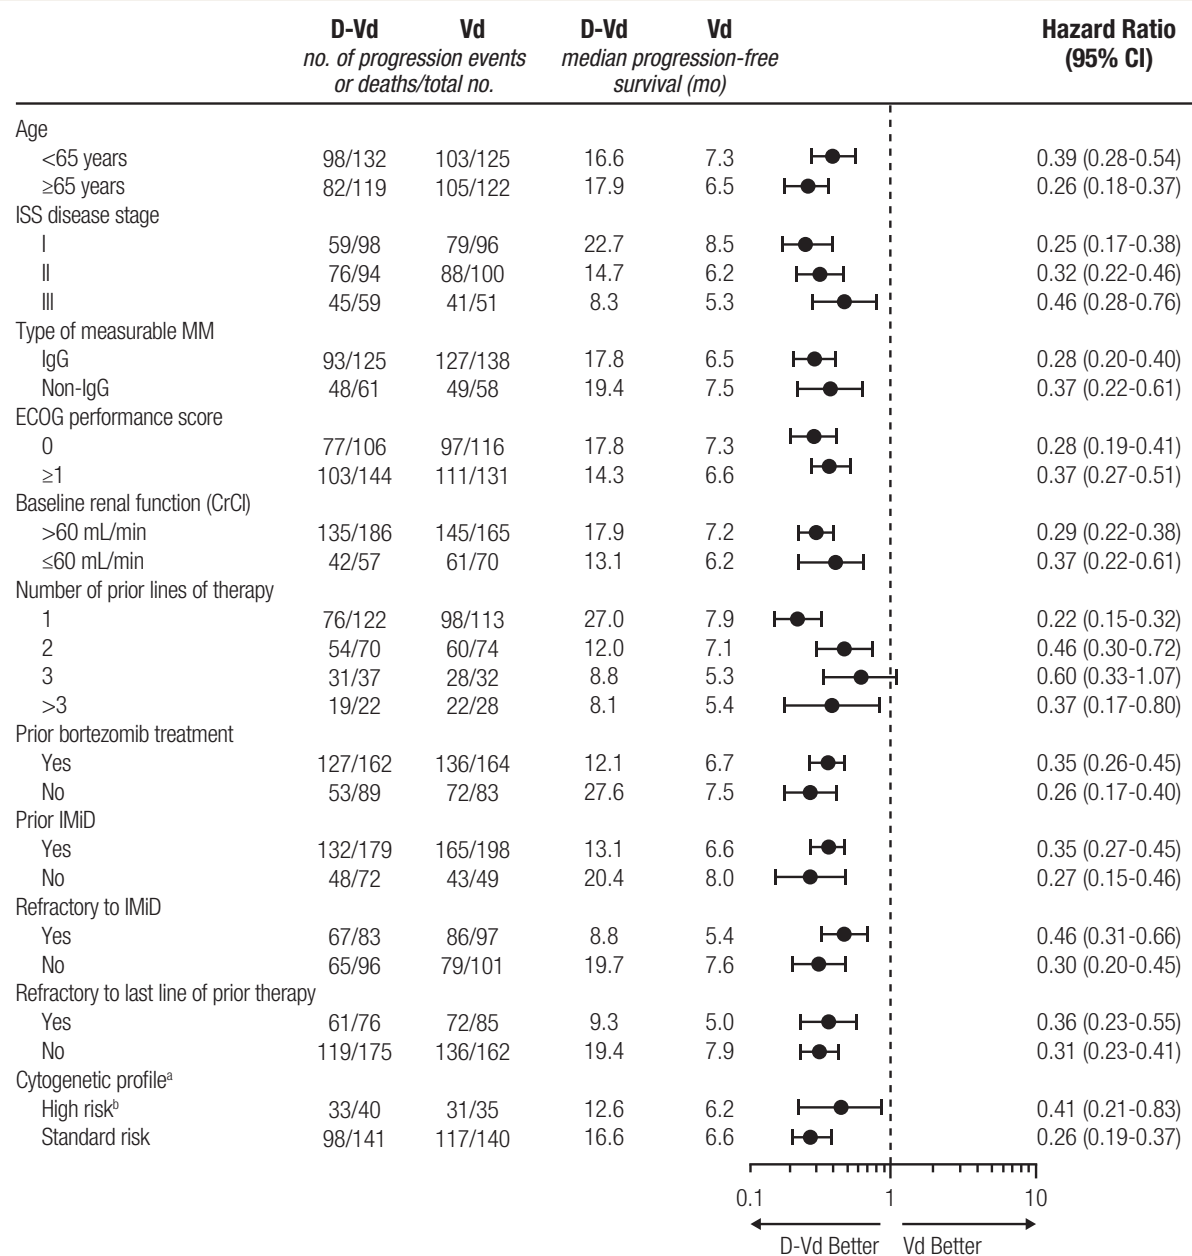 D-Vd Vd D-Vd Vd Hazard Ratio
no. of progression events median progression-free (95% CI)
or deaths/total no. survival (mo)
Age
<65 years 98/132 103/125 16.6 7.3 0.39 (0.28-0.54)
≥65 years 82/119 105/122 17.9 6.5 0.26 (0.18-0.37)
ISS disease stage
I 59/98 79/96 22.7 8.5 0.25 (0.17-0.38)
II 76/94 88/100 14.7 6.2 0.32 (0.22-0.46)
III 45/59 41/51 8.3 5.3 0.46 (0.28-0.76)
Type of measurable MM
IgG 93/125 127/138 17.8 6.5 0.28 (0.20-0.40)
Non-IgG 48/61 49/58 19.4 7.5 0.37 (0.22-0.61)
ECOG performance score
0 77/106 97/116 17.8 7.3 0.28 (0.19-0.41)
≥1 103/144 111/131 14.3 6.6 0.37 (0.27-0.51)
Baseline renal function (CrCl)
>60 mL/min 135/186 145/165 17.9 7.2 0.29 (0.22-0.38)
≤60 mL/min 42/57 61/70 13.1 6.2 0.37 (0.22-0.61)
Number of prior lines of therapy
1 76/122 98/113 27.0 7.9 0.22 (0.15-0.32)
2 54/70 60/74 12.0 7.1 0.46 (0.30-0.72)
3 31/37 28/32 8.8 5.3 0.60 (0.33-1.07)
>3 19/22 22/28 8.1 5.4 0.37 (0.17-0.80)
Prior bortezomib treatment
Yes 127/162 136/164 12.1 6.7 0.35 (0.26-0.45)
No 53/89 72/83 27.6 7.5 0.26 (0.17-0.40)
Prior IMiD
Yes 132/179 165/198 13.1 6.6 0.35 (0.27-0.45)
No 48/72 43/49 20.4 8.0 0.27 (0.15-0.46)
Refractory to IMiD
Yes 67/83 86/97 8.8 5.4 0.46 (0.31-0.66)
No 65/96 79/101 19.7 7.6 0.30 (0.20-0.45)
Refractory to last line of prior therapy
Yes 61/76 72/85 9.3 5.0 0.36 (0.23-0.55)
No 119/175 136/162 19.4 7.9 0.31 (0.23-0.41)
Cytogenetic profileᵃ
High riskᵇ 33/40 31/35 12.6 6.2 0.41 (0.21-0.83)
Standard risk 98/141 117/140 16.6 6.6 0.26 (0.19-0.37)
0.1 1 10
D-Vd Better Vd Better